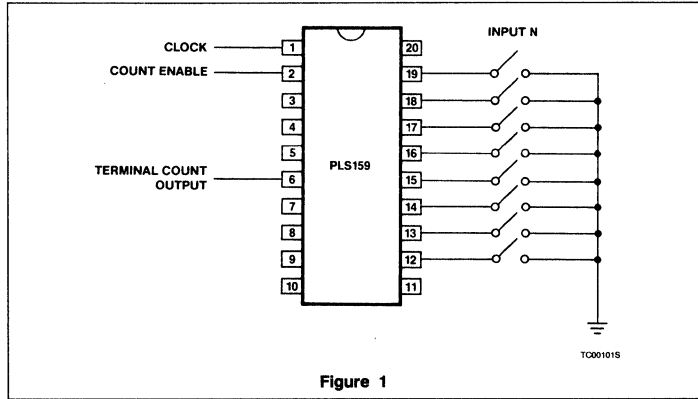 INPUT N
CLOCK 1 20
COUNT ENABLE 2 19
3 18
4 17
5 16
PLS159
TERMINAL COUNT
OUTPUT
6 15
7 14
8 13
9 12
10 11
TC00101S
Figure 1